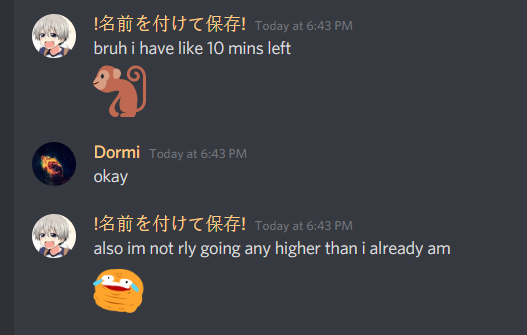 !名前を付けて保存! Today at 6:43 PM
bruh i have like 10 mins left
Dormi Today at 6:43 PM
okay
!名前を付けて保存! Today at 6:43 PM
also im not rly going any higher than i already am